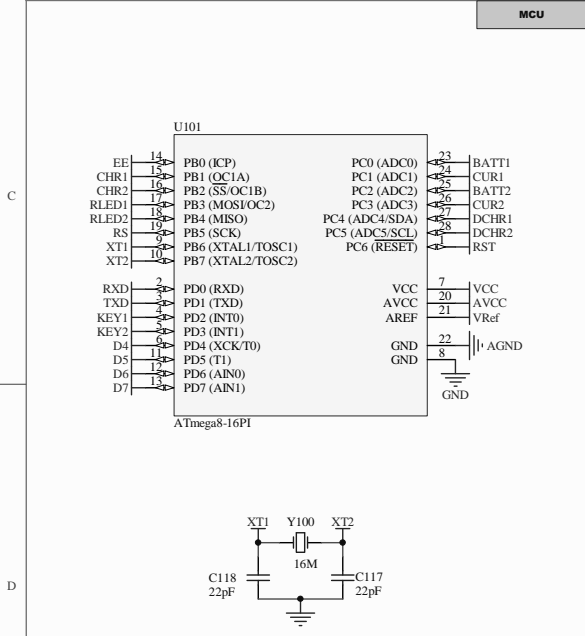 MCU
C
U101
EE 14 PB0 (ICP) PC0 (ADC0) 23 BATT1
CHR1 15 PB1 (OC1A) PC1 (ADC1) 24 CUR1
CHR2 16 PB2 (SS/OC1B) PC2 (ADC2) 25 BATT2
RLED1 17 PB3 (MOSI/OC2) PC3 (ADC3) 26 CUR2
RLED2 18 PB4 (MISO) PC4 (ADC4/SDA) 27 DCHR1
RS 19 PB5 (SCK) PC5 (ADC5/SCL) 28 DCHR2
XT1 9 PB6 (XTAL1/TOSC1) PC6 (RESET) 1 RST
XT2 10 PB7 (XTAL2/TOSC2)
RXD 2 PD0 (RXD) VCC 7 VCC
TXD 3 PD1 (TXD) AVCC 20 AVCC
KEY1 4 PD2 (INT0) AREF 21 VRef
KEY2 5 PD3 (INT1)
D4 6 PD4 (XCK/T0) GND 22 AGND
D5 11 PD5 (T1) GND 8
D6 12 PD6 (AIN0)
D7 13 PD7 (AIN1)
GND
ATmega8-16PI
XT1 Y100 XT2
16M
C118 C117
22pF 22pF
D